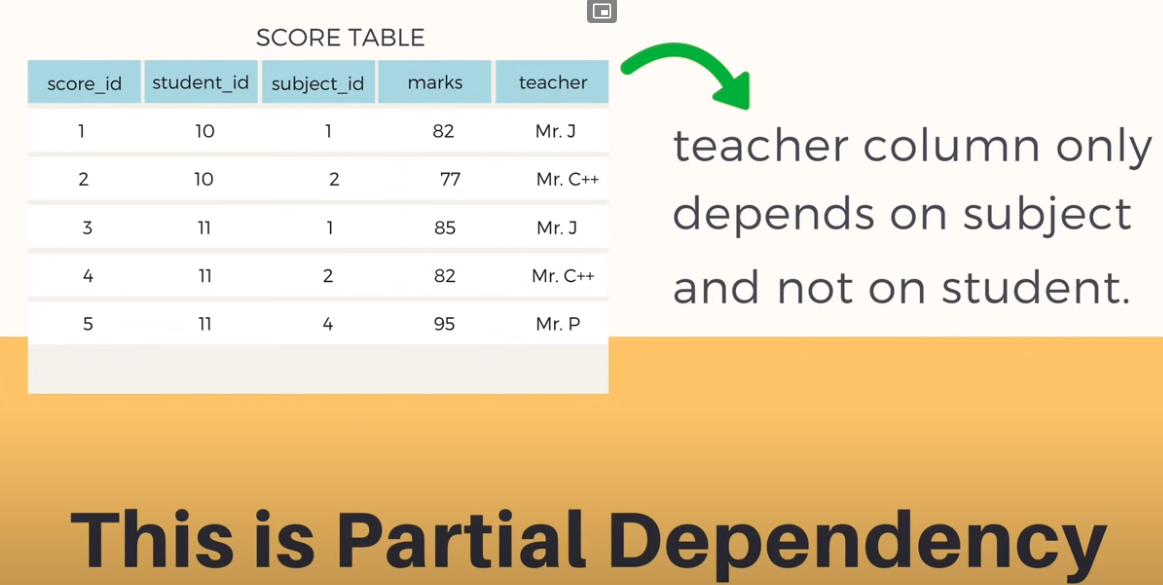 SCORE TABLE
score_id student_id subject_id marks teacher
1 10 1 82 Mr. J
2 10 2 77 Mr. C++
3 11 1 85 Mr. J
4 11 2 82 Mr. C++
5 11 4 95 Mr. P
teacher column only
depends on subject
and not on student.
This is Partial Dependency